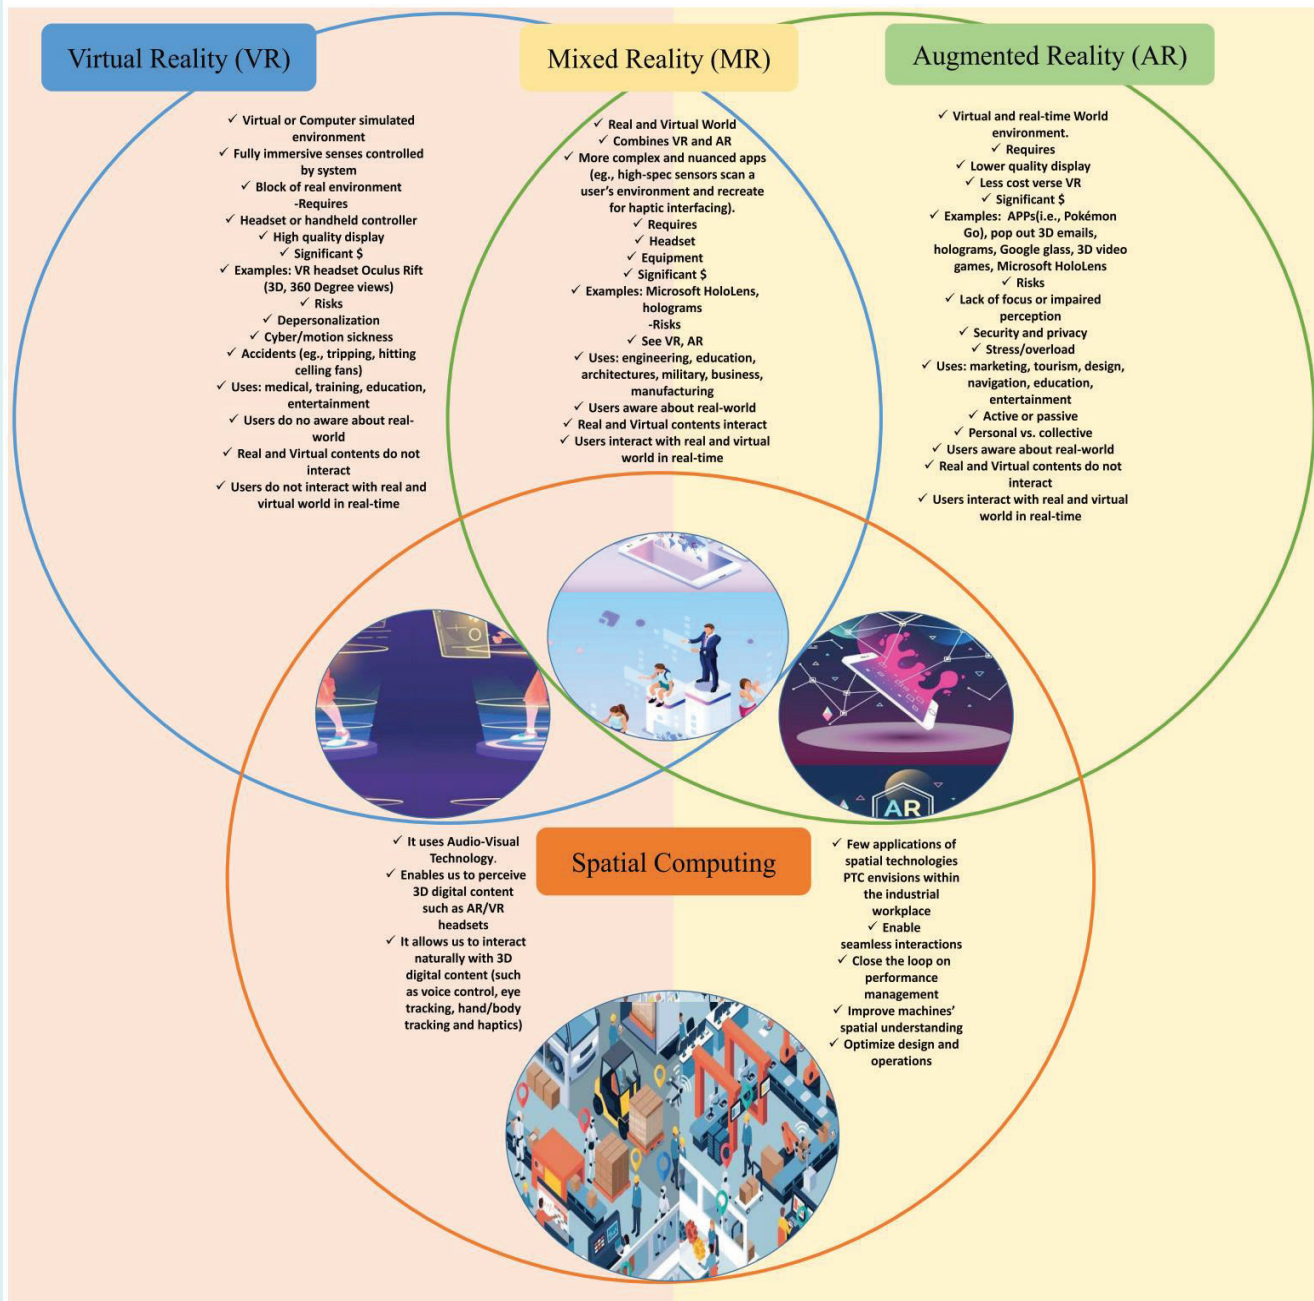 Virtual Reality (VR)
✓ Virtual or Computer simulated
environment
✓ Fully immersive senses controlled
by system
✓ Block of real environment
-Requires
✓ Headset or handheld controller
✓ High quality display
✓ Significant $
✓ Examples: VR headset Oculus Rift
(3D, 360 Degree views)
✓ Risks
✓ Depersonalization
✓ Cyber/motion sickness
✓ Accidents (eg., tripping, hitting
celling fans)
✓ Uses: medical, training, education,
entertainment
✓ Users do no aware about real-
world
✓ Real and Virtual contents do not
interact
✓ Users do not interact with real and
virtual world in real-time
Mixed Reality (MR)
✓ Real and Virtual World
✓ Combines VR and AR
✓ More complex and nuanced apps
(eg., high-spec sensors scan a
user's environment and recreate
for haptic interfacing).
✓ Requires
✓ Headset
✓ Equipment
✓ Significant $
✓ Examples: Microsoft HoloLens,
holograms
-Risks
✓ See VR, AR
✓ Uses: engineering, education,
architectures, military, business,
manufacturing
✓ Users aware about real-world
✓ Real and Virtual contents interact
✓ Users interact with real and virtual
world in real-time
Augmented Reality (AR)
✓ Virtual and real-time World
environment.
✓ Requires
✓ Lower quality display
✓ Less cost verse VR
✓ Significant $
✓ Examples: APPs(i.e., Pokémon
Go), pop out 3D emails,
holograms, Google glass, 3D video
games, Microsoft HoloLens
✓ Risks
✓ Lack of focus or impaired
perception
✓ Security and privacy
✓ Stress/overload
✓ Uses: marketing, tourism, design,
navigation, education,
entertainment
✓ Active or passive
✓ Personal vs. collective
✓ Users aware about real-world
✓ Real and Virtual contents do not
interact
✓ Users interact with real and virtual
world in real-time
AR
Spatial Computing
✓ It uses Audio-Visual
Technology.
✓ Enables us to perceive
3D digital content
such as AR/VR
headsets
✓ It allows us to interact
naturally with 3D
digital content (such
as voice control, eye
tracking, hand/body
tracking and haptics)
✓ Few applications of
spatial technologies
PTC envisions within
the industrial
workplace
✓ Enable
seamless interactions
✓ Close the loop on
performance
management
✓ Improve machines'
spatial understanding
✓ Optimize design and
operations